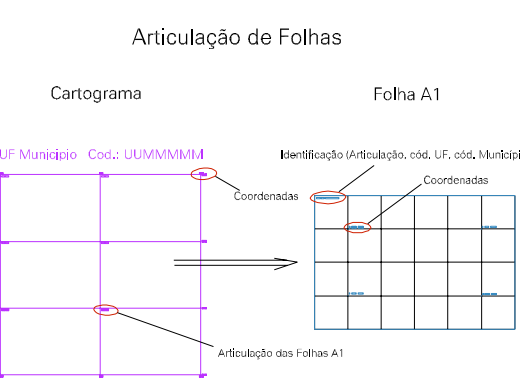 Articulação de Folhas
Cartograma
Folha A1
UF Município Cod.: UUMMMMM
Identificação (Articulação, cód. UF, cód. Municípi
Coordenadas
Coordenadas
Articulação das Folhas A1